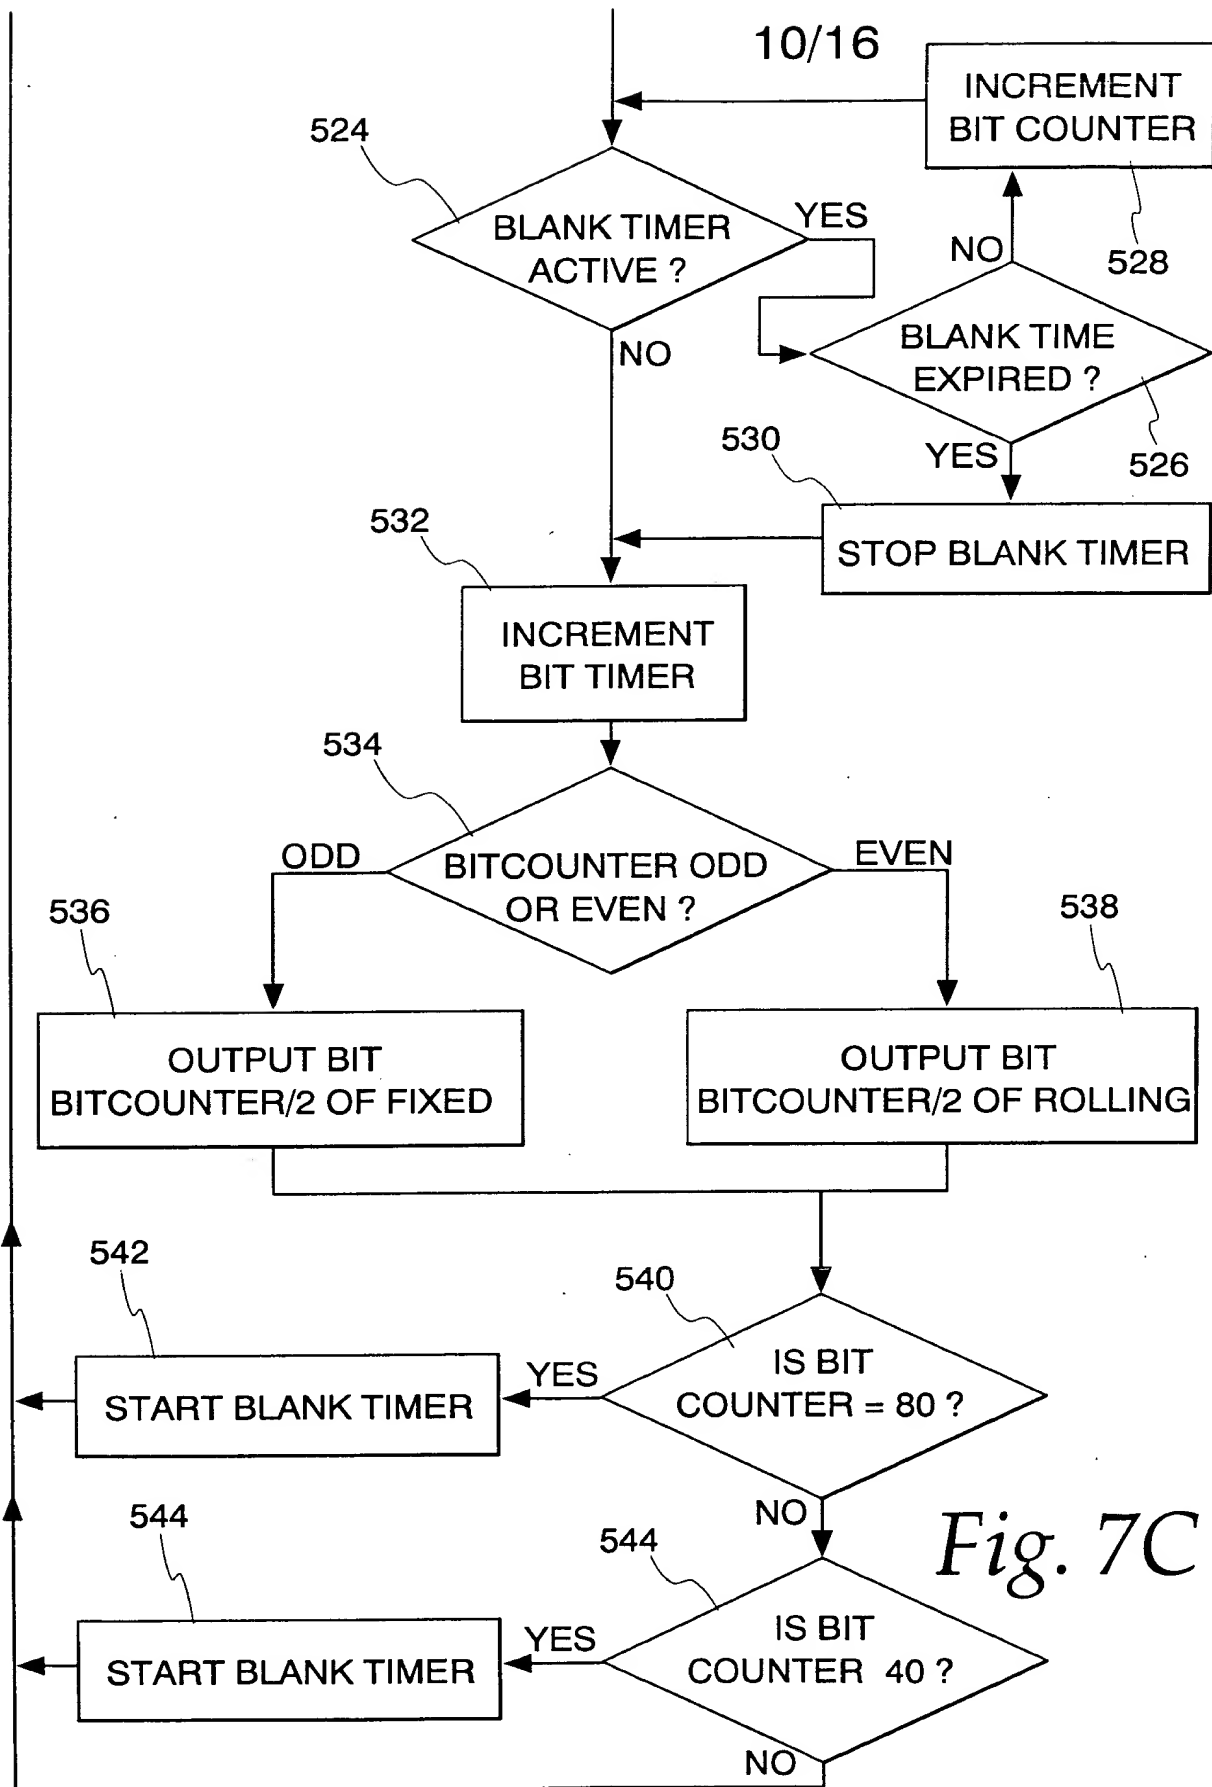 10/16
INCREMENT
BIT COUNTER
524
YES
BLANK TIMER
ACTIVE ?
NO
528
NO
BLANK TIME
EXPIRED ?
530
YES
526
532
STOP BLANK TIMER
INCREMENT
BIT TIMER
534
ODD
BITCOUNTER ODD
OR EVEN ?
EVEN
536
538
OUTPUT BIT
BITCOUNTER/2 OF FIXED
OUTPUT BIT
BITCOUNTER/2 OF ROLLING
542
540
START BLANK TIMER
YES
IS BIT
COUNTER = 80 ?
NO
544
544
Fig. 7C
START BLANK TIMER
YES
IS BIT
COUNTER 40 ?
NO